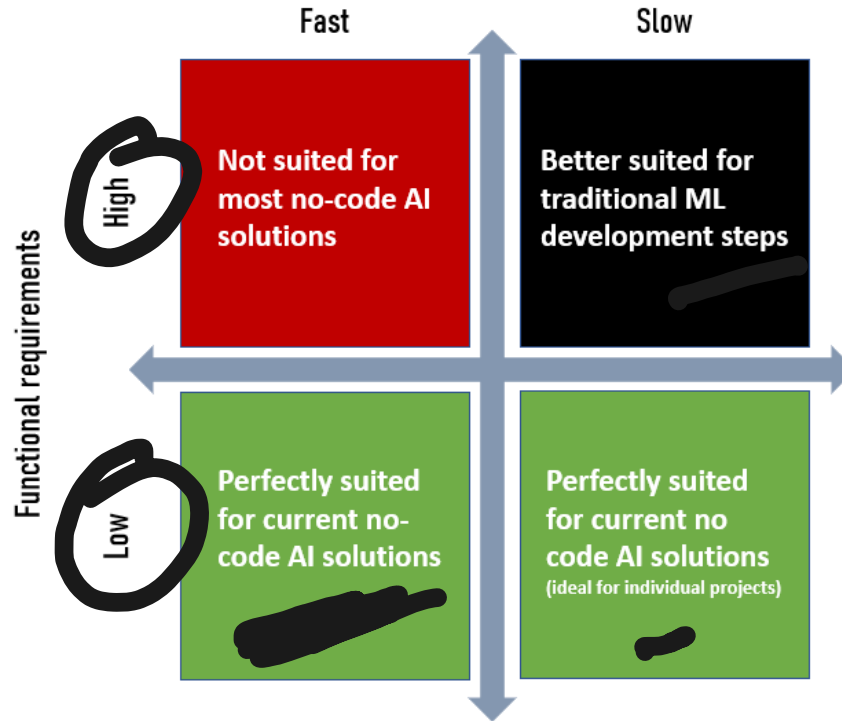 Fast
Slow
Functional requirements
High
Not suited for
most no-code AI
solutions
Better suited for
traditional ML
development steps
Low
Perfectly suited
for current no-
code AI solutions
Perfectly suited
for current no
code AI solutions
(ideal for individual projects)